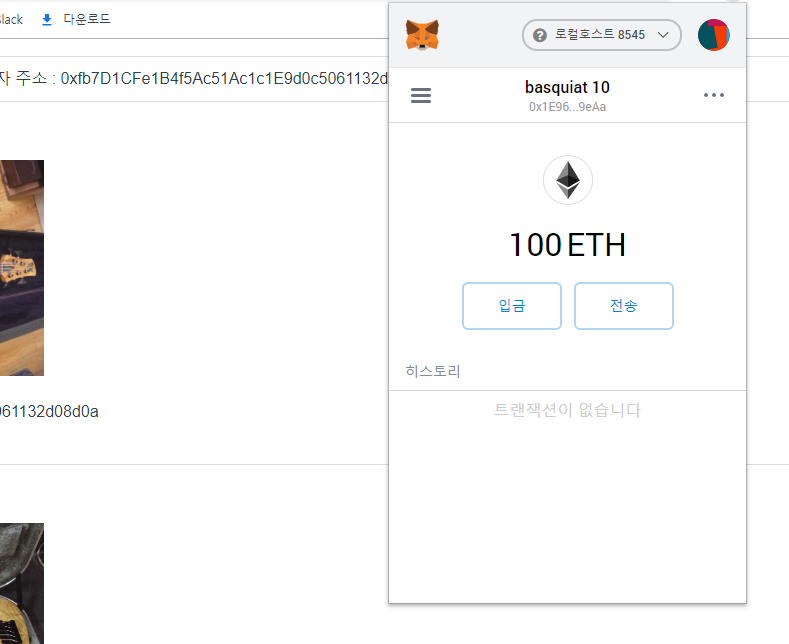 lack 다운로드
자 주소 : 0xfb7D1CFe1B4f5Ac51Ac1c1E9d0c5061132d
061132d08d0a
로컬호스트 8545
basquiat 10
0x1E96...9eAa
100 ETH
입금 전송
히스토리
트랜잭션이 없습니다